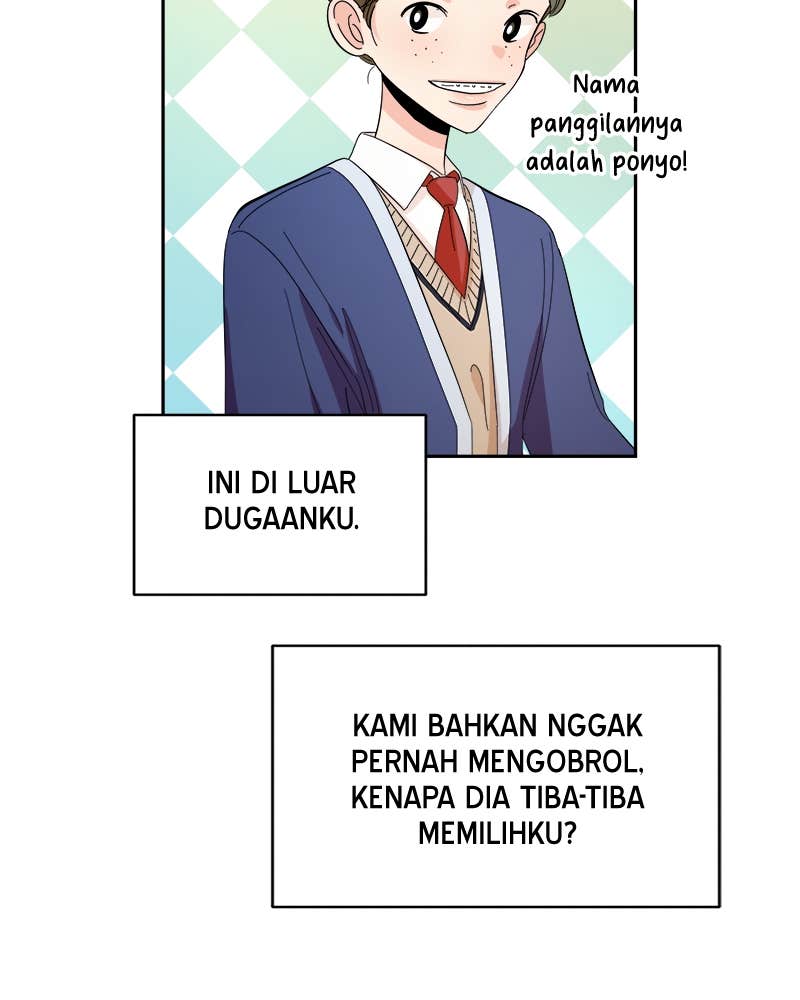 Nama
panggilannya
adalah ponyo!
INI DI LUAR
DUGAANKU.
KAMI BAHKAN NGGAK
PERNAH MENGOBROL,
KENAPA DIA TIBA-TIBA
MEMILIHKU?